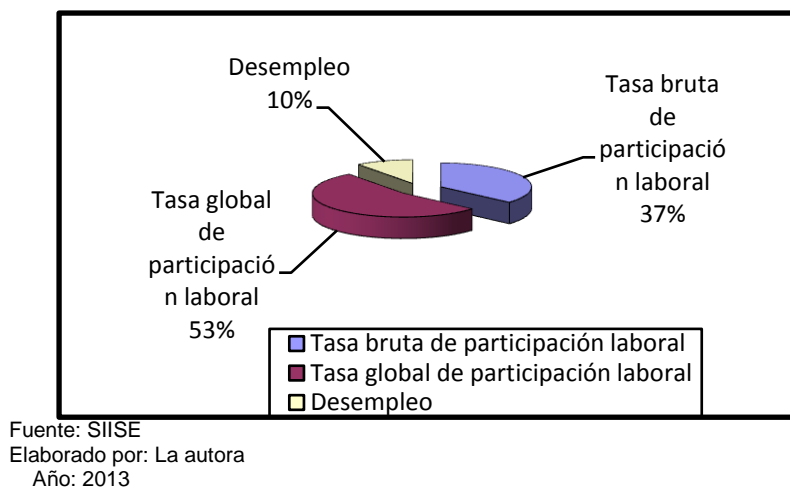 Desempleo
10%
Tasa bruta
de
participació
n laboral
37%
Tasa global
de
participació
n laboral
53%
Tasa bruta de participación laboral
Tasa global de participación laboral
Desempleo
Fuente: SIISE
Elaborado por: La autora
Año: 2013